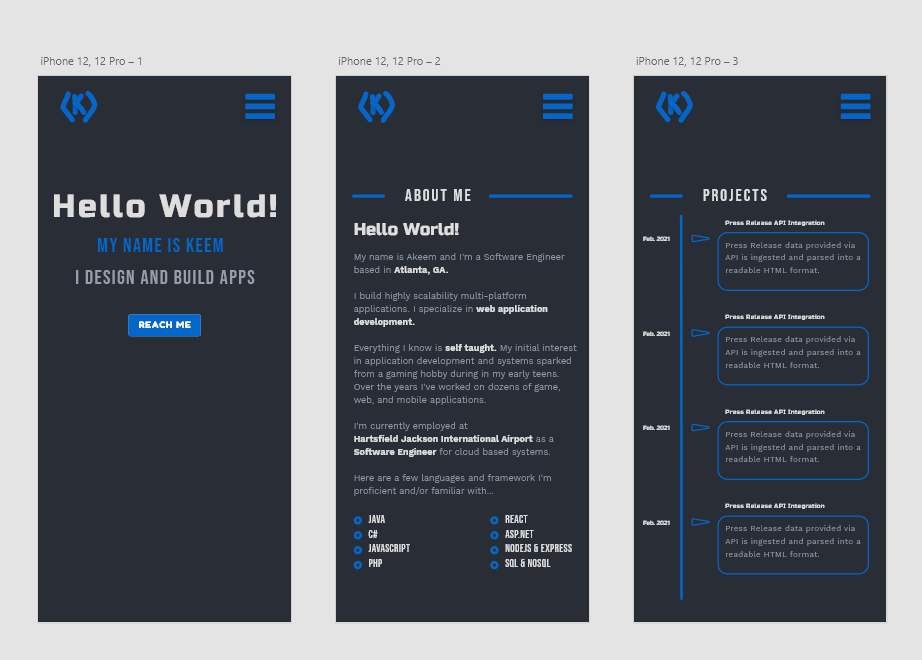 iPhone 12, 12 Pro – 1
K
Hello World!
MY NAME IS KEEM
I DESIGN AND BUILD APPS
REACH ME
iPhone 12, 12 Pro – 2
K
ABOUT ME
Hello World!
My name is Akeem and I'm a Software Engineer
based in Atlanta, GA.
I build highly scalability multi-platform
applications. I specialize in web application
development.
Everything I know is self taught. My initial interest
in application development and systems sparked
from a gaming hobby during in my early teens.
Over the years I've worked on dozens of game,
web, and mobile applications.
I'm currently employed at
Hartsfield Jackson International Airport as a
Software Engineer for cloud based systems.
Here are a few languages and framework I'm
proficient and/or familiar with...
JAVA
C#
JAVASCRIPT
PHP
REACT
ASP.NET
NODEJS & EXPRESS
SQL & NOSQL
iPhone 12, 12 Pro – 3
K
PROJECTS
Press Release API Integration
Feb. 2021
Press Release data provided via
API is ingested and parsed into a
readable HTML format.
Press Release API Integration
Feb. 2021
Press Release data provided via
API is ingested and parsed into a
readable HTML format.
Press Release API Integration
Feb. 2021
Press Release data provided via
API is ingested and parsed into a
readable HTML format.
Press Release API Integration
Feb. 2021
Press Release data provided via
API is ingested and parsed into a
readable HTML format.